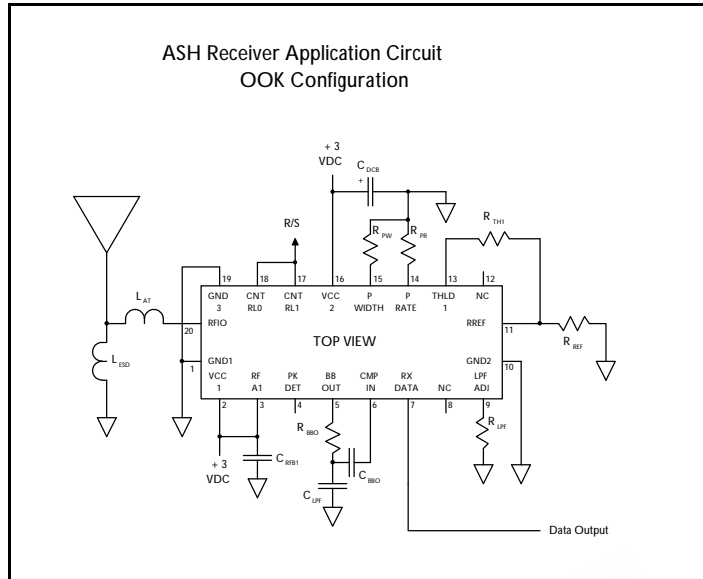 ASH Receiver Application Circuit
OOK Configuration
+ 3
VDC
C DCB
+
R/S
R PW
R PR
R TH1
19
18
17
16
15
14
13
12
GND
3
CNT
RL0
CNT
RL1
VCC
2
P
WIDTH
P
RATE
THLD
1
NC
L AT
20
RFIO
RREF
11
TOP VIEW
R REF
L ESD
1
GND1
GND2
10
VCC
1
RF
A1
PK
DET
BB
OUT
CMP
IN
RX
DATA
NC
LPF
ADJ
2
3
4
5
6
7
8
9
R BBO
R LPF
+ 3
VDC
C RFB1
C BBO
C LPF
Data Output